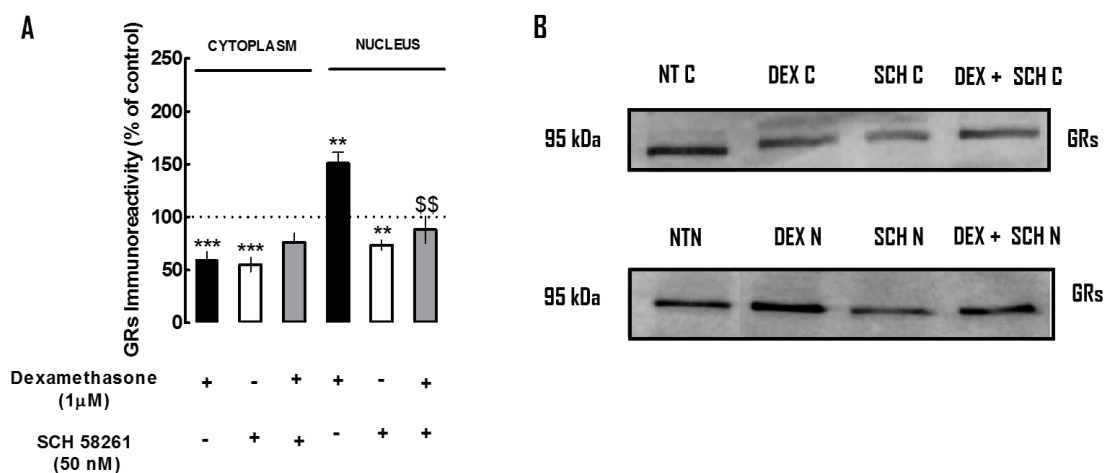 A
CYTOPLASM NUCLEUS
GRs Immunoreactivity (% of control)
250
200
150
100
50
0
** 
*** *** ** $$
Dexamethasone + - + + - +
(1µM)
SCH 58261 - + + - + +
(50 nM)
B
NT C DEX C SCH C DEX + SCH C
95 kDa GRs
NTN DEX N SCH N DEX + SCH N
95 kDa GRs